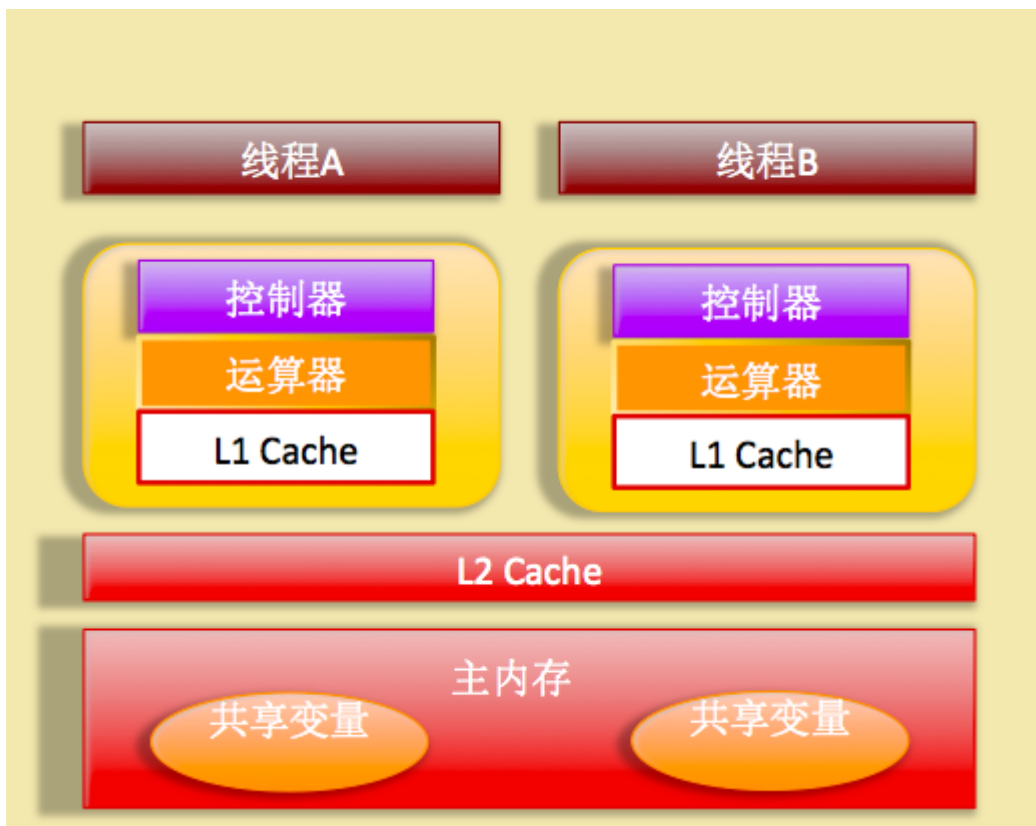 线程A
线程B
控制器
控制器
运算器
运算器
L1 Cache
L1 Cache
L2 Cache
主内存
共享变量
共享变量